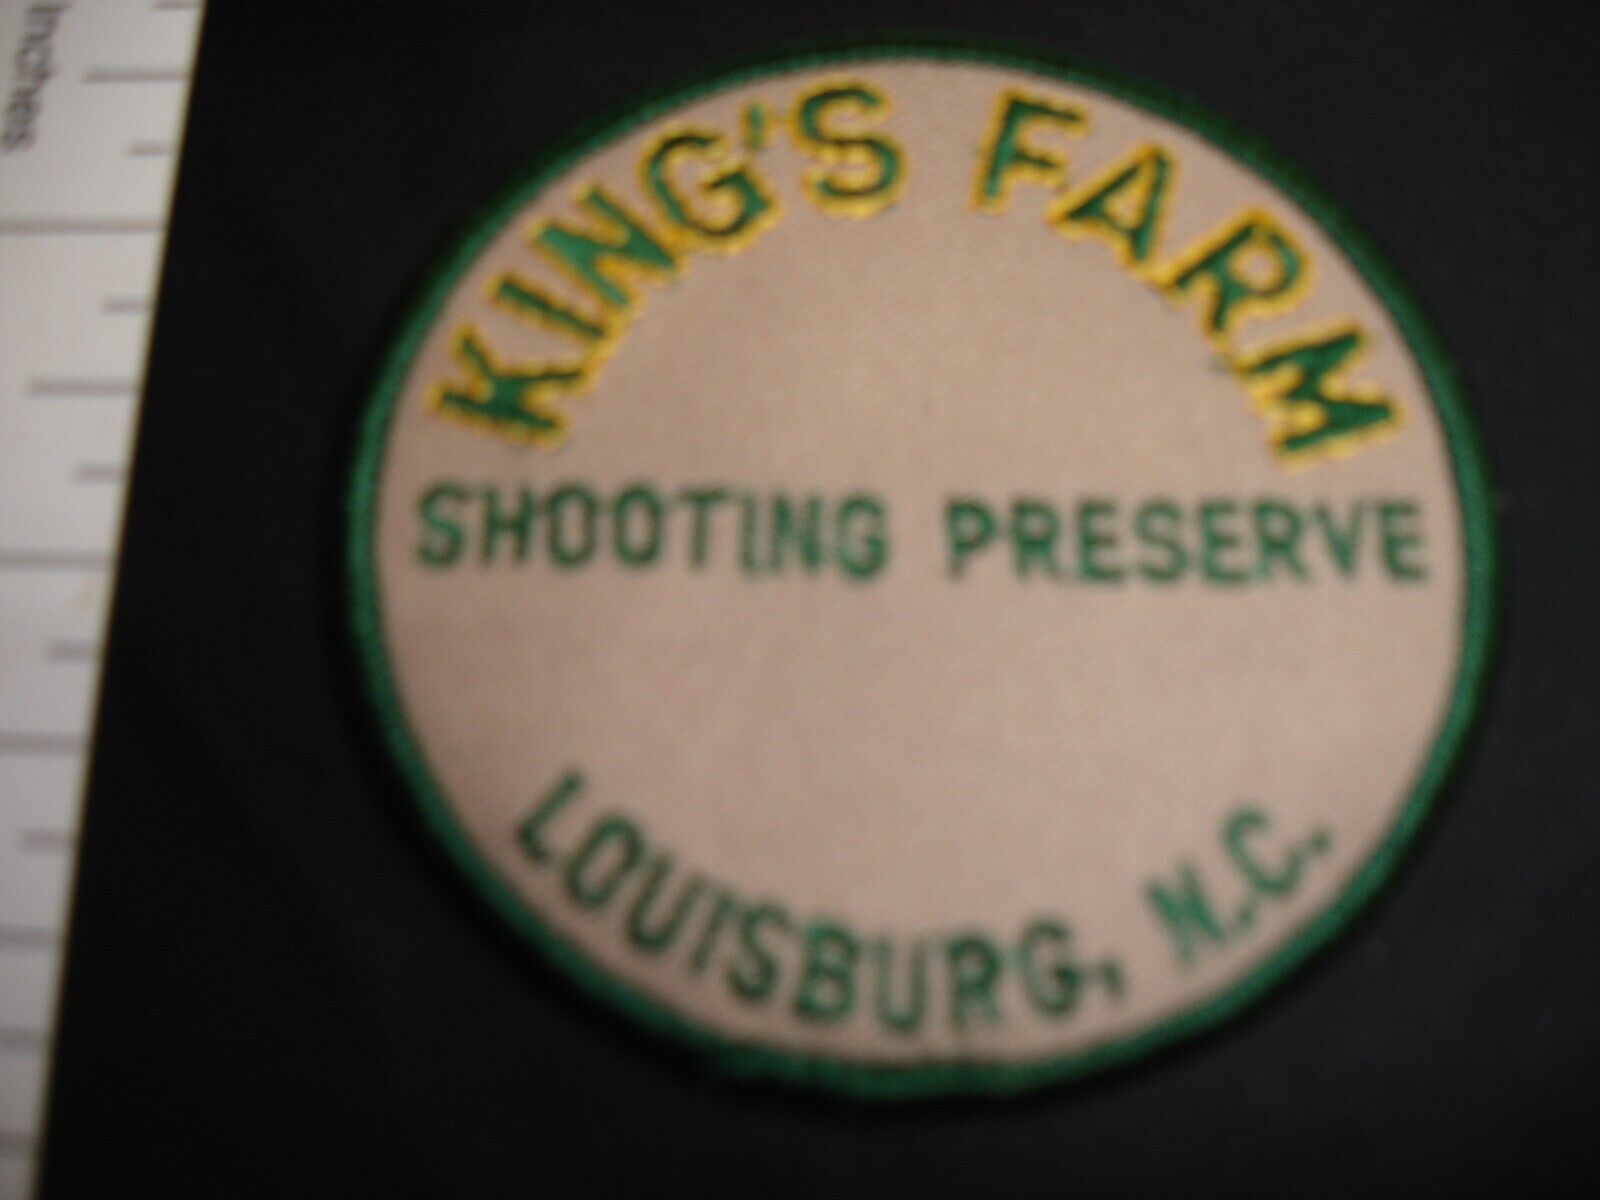 Inches
KING'S FARM
SHOOTING PRESERVE
LOUISBURG, N.C.